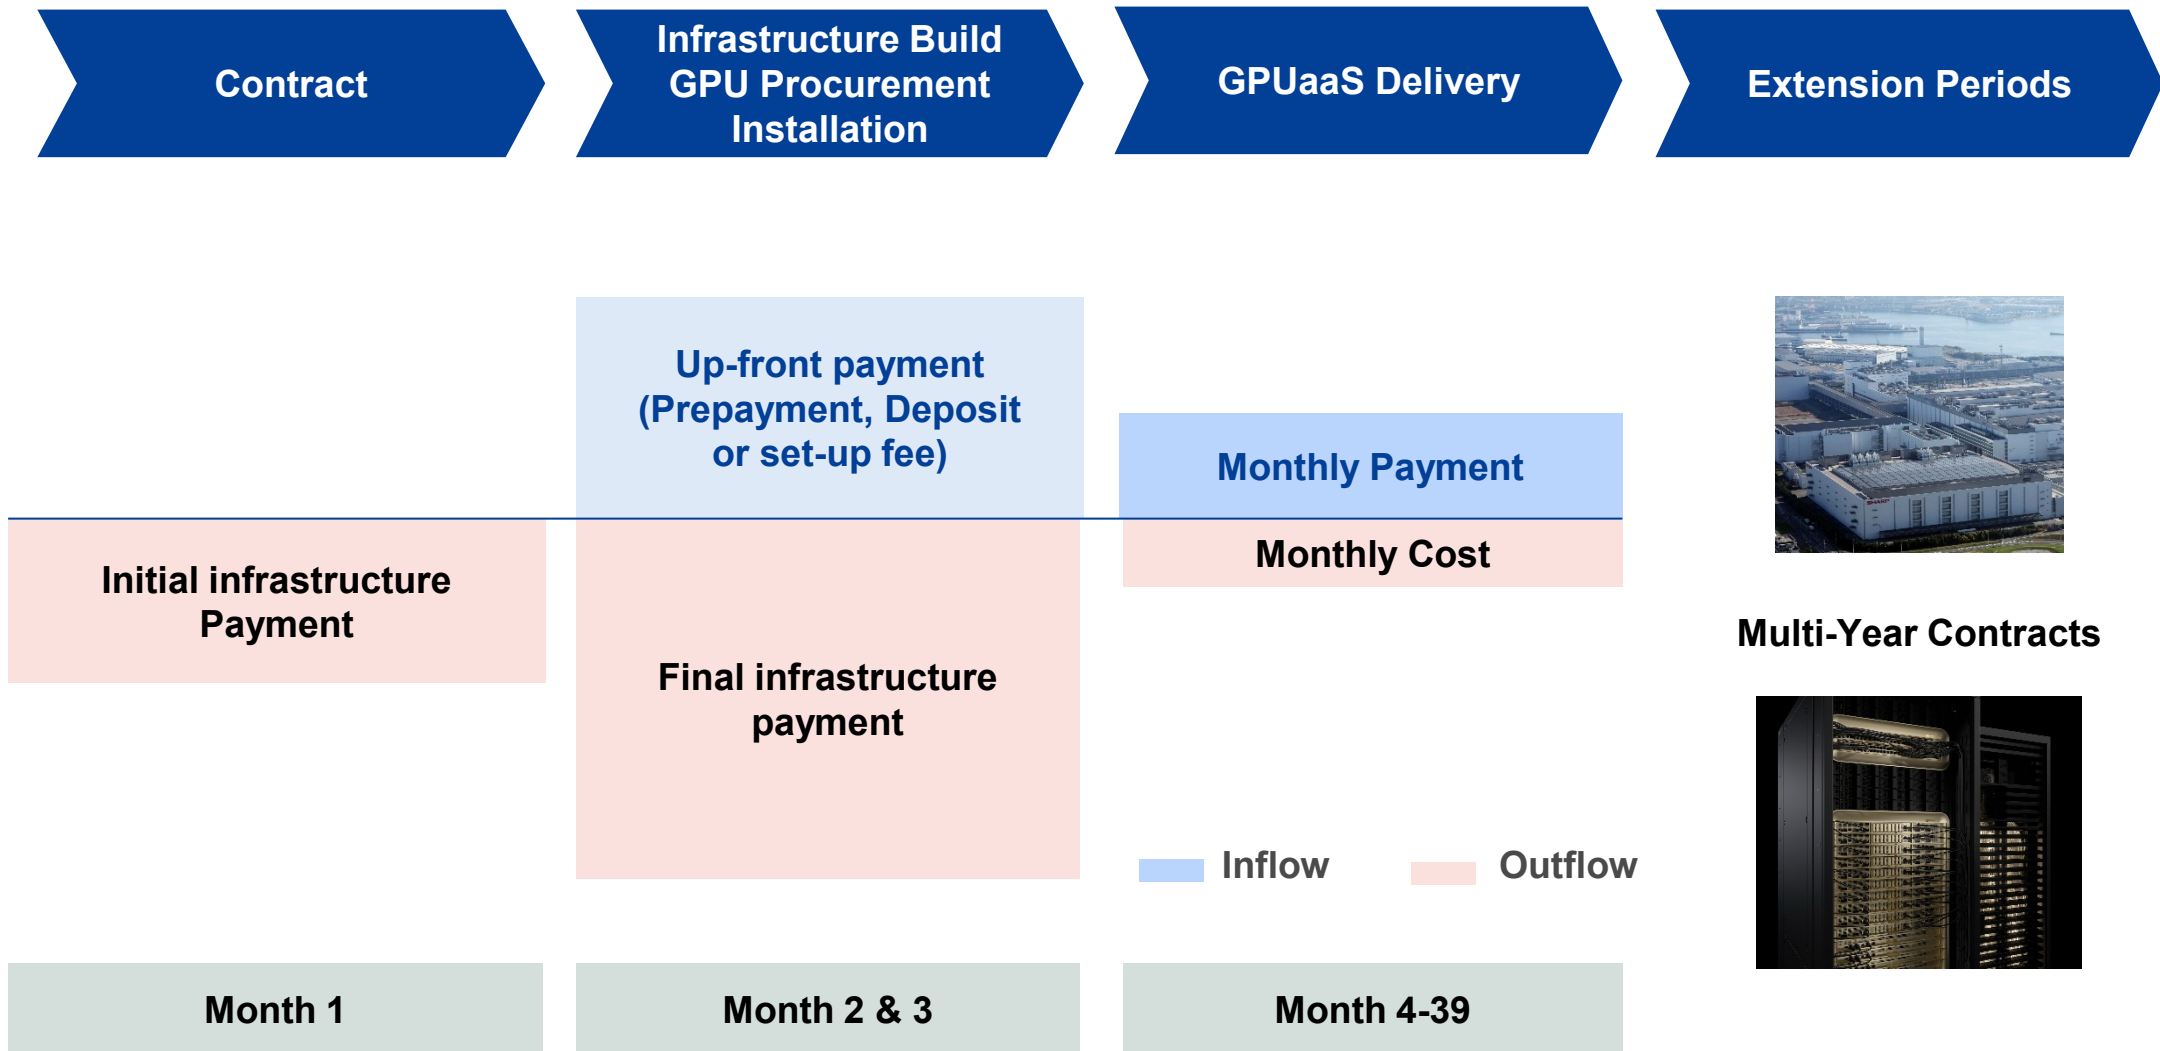 Contract
Infrastructure Build
GPU Procurement
Installation
GPUaaS Delivery
Extension Periods
Up-front payment
(Prepayment, Deposit
or set-up fee)
Monthly Payment
Initial infrastructure
Payment
Final infrastructure
payment
Monthly Cost
SHARP
Multi-Year Contracts
Inflow
Outflow
Month 1
Month 2 & 3
Month 4-39